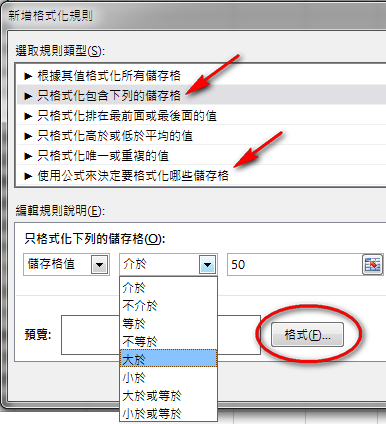 新增格式化規則
選取規則類型(S):
► 根據其值格式化所有儲存格
► 只格式化包含下列的儲存格
► 只格式化排在最前面或最後面的值
► 只格式化高於或低於平均的值
► 只格式化唯一或重複的值
► 使用公式來決定要格式化哪些儲存格
編輯規則說明(E):
只格式化下列的儲存格(O):
儲存格值 介於 50
介於
不介於
等於
不等於
大於
小於
大於或等於
小於或等於
預覽:
格式(F)...